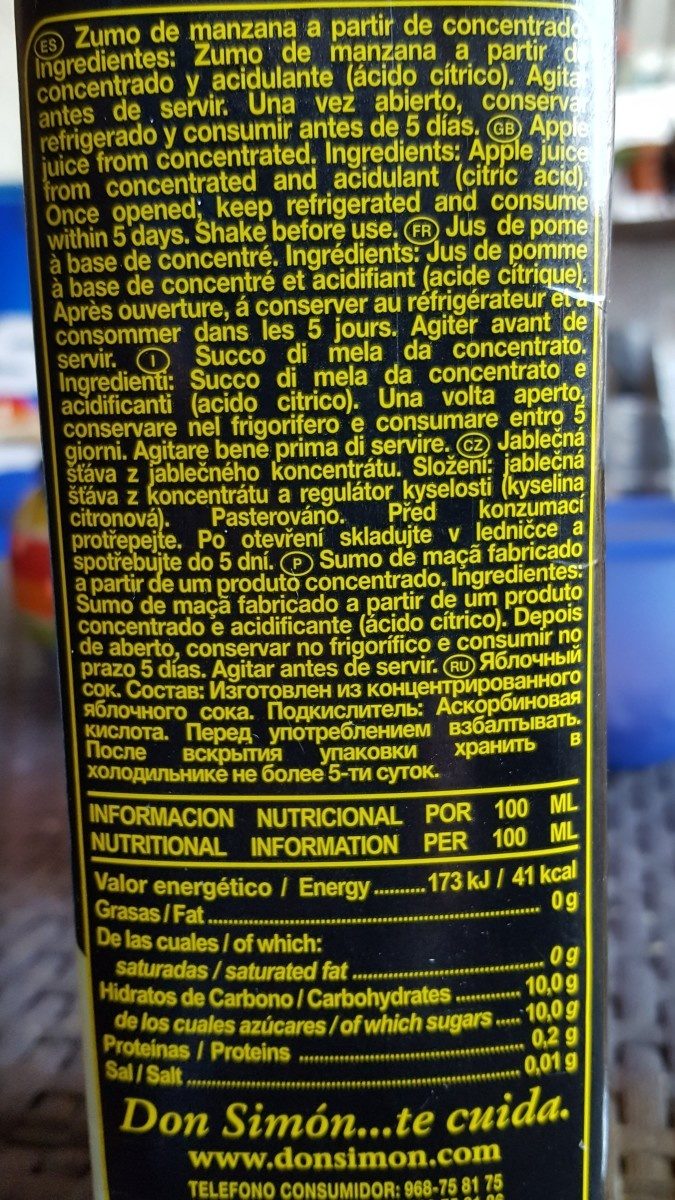 ES Zumo de manzana a partir de concentrado
Ingredientes: Zumo de manzana a partir de
concentrado y acidulante (ácido cítrico). Agitar
antes de servir. Una vez abierto, conservar
refrigerado y consumir antes de 5 días. GB Apple
juice from concentrated. Ingredients: Apple juice
from concentrated and acidulant (citric acid).
Once opened, keep refrigerated and consume
within 5 days. Shake before use. FR Jus de pome
à base de concentré. Ingrédients: Jus de pomme
à base de concentré et acidifiant (acide cítrique).
Après ouverture, á conserver au réfrigérateur et a
consommer dans les 5 jours. Agiter avant de
servir. I Succo di mela da concentrato.
Ingredienti: Succo di mela da concentrato e
acidificanti (acido citrico). Una volta aperto,
conservare nel frigorifero e consumare entro 5
giorni. Agitare bene prima di servire. CZ Jablečná
šťáva z jablečného koncentrátu. Složení: jablečná
šťáva z koncentrátu a regulátor kyselosti (kyselina
citronová). Pasterováno. Před konzumací
protřepejte. Po otevření skladujte v ledničce a
spotřebujte do 5 dní. P Sumo de maçã fabricado
a partir de um produto concentrado. Ingredientes:
Sumo de maçã fabricado a partir de um produto
concentrado e acidificante (ácido cítrico). Depois
de aberto, conservar no frigorífico e consumir no
prazo 5 días. Agitar antes de servir. RU Яблочный
сок. Состав: Изготовлен из концентрированного
яблочного сока. Подкислитель: Аскорбиновая
кислота. Перед употреблением взбалтывать.
После вскрытия упаковки хранить в
холодильнике не более 5-ти суток.
INFORMACION NUTRICIONAL POR 100 ML
NUTRITIONAL INFORMATION PER 100 ML
Valor energético / Energy .......... 173 kJ / 41 kcal
Grasas / Fat .......... 0 g
De las cuales / of which:
saturadas / saturated fat .......... 0 g
Hidratos de Carbono / Carbohydrates .......... 10,0 g
de los cuales azúcares / of which sugars ..... 10,0 g
Proteínas / Proteins .......... 0,2 g
Sal / Salt .......... 0,01 g
Don Simón...te cuida.
www.donsimon.com
TELEFONO CONSUMIDOR: 968-75 81 75